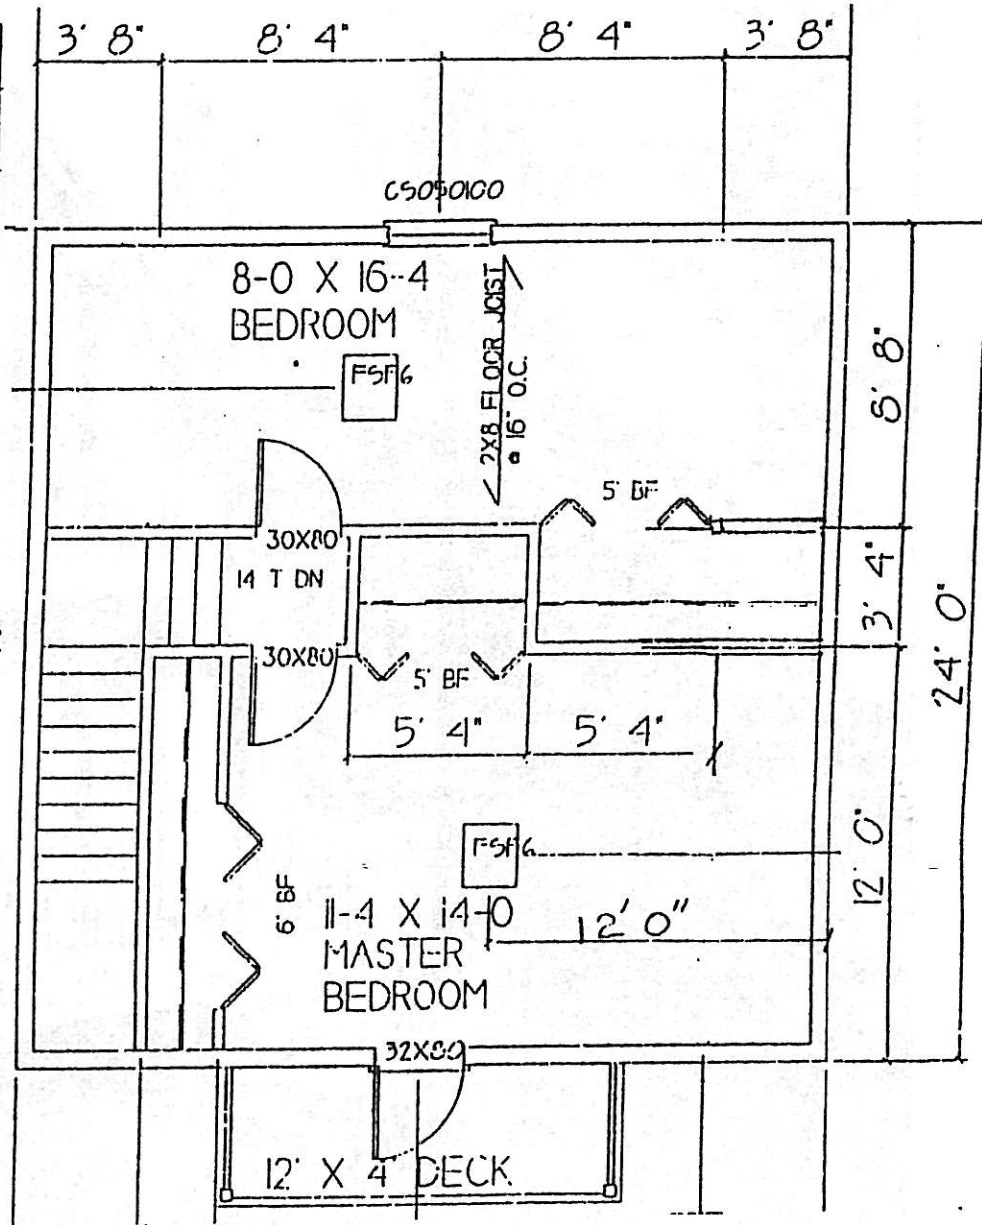 3' 8" 8' 4" 8' 4" 3' 8"
CS050100
8-0 X 16-4
BEDROOM
FSF6
2X8 FLOOR JOIST
@ 16" O.C.
8' 8"
5' BF
30X80
14 T DN
3' 4"
24' 0"
30X80
5' BF
5' 4" 5' 4"
FSF6
12' 0"
6' BF
11-4 X 14-0
MASTER
BEDROOM
12' 0"
32X80
12' X 4' DECK